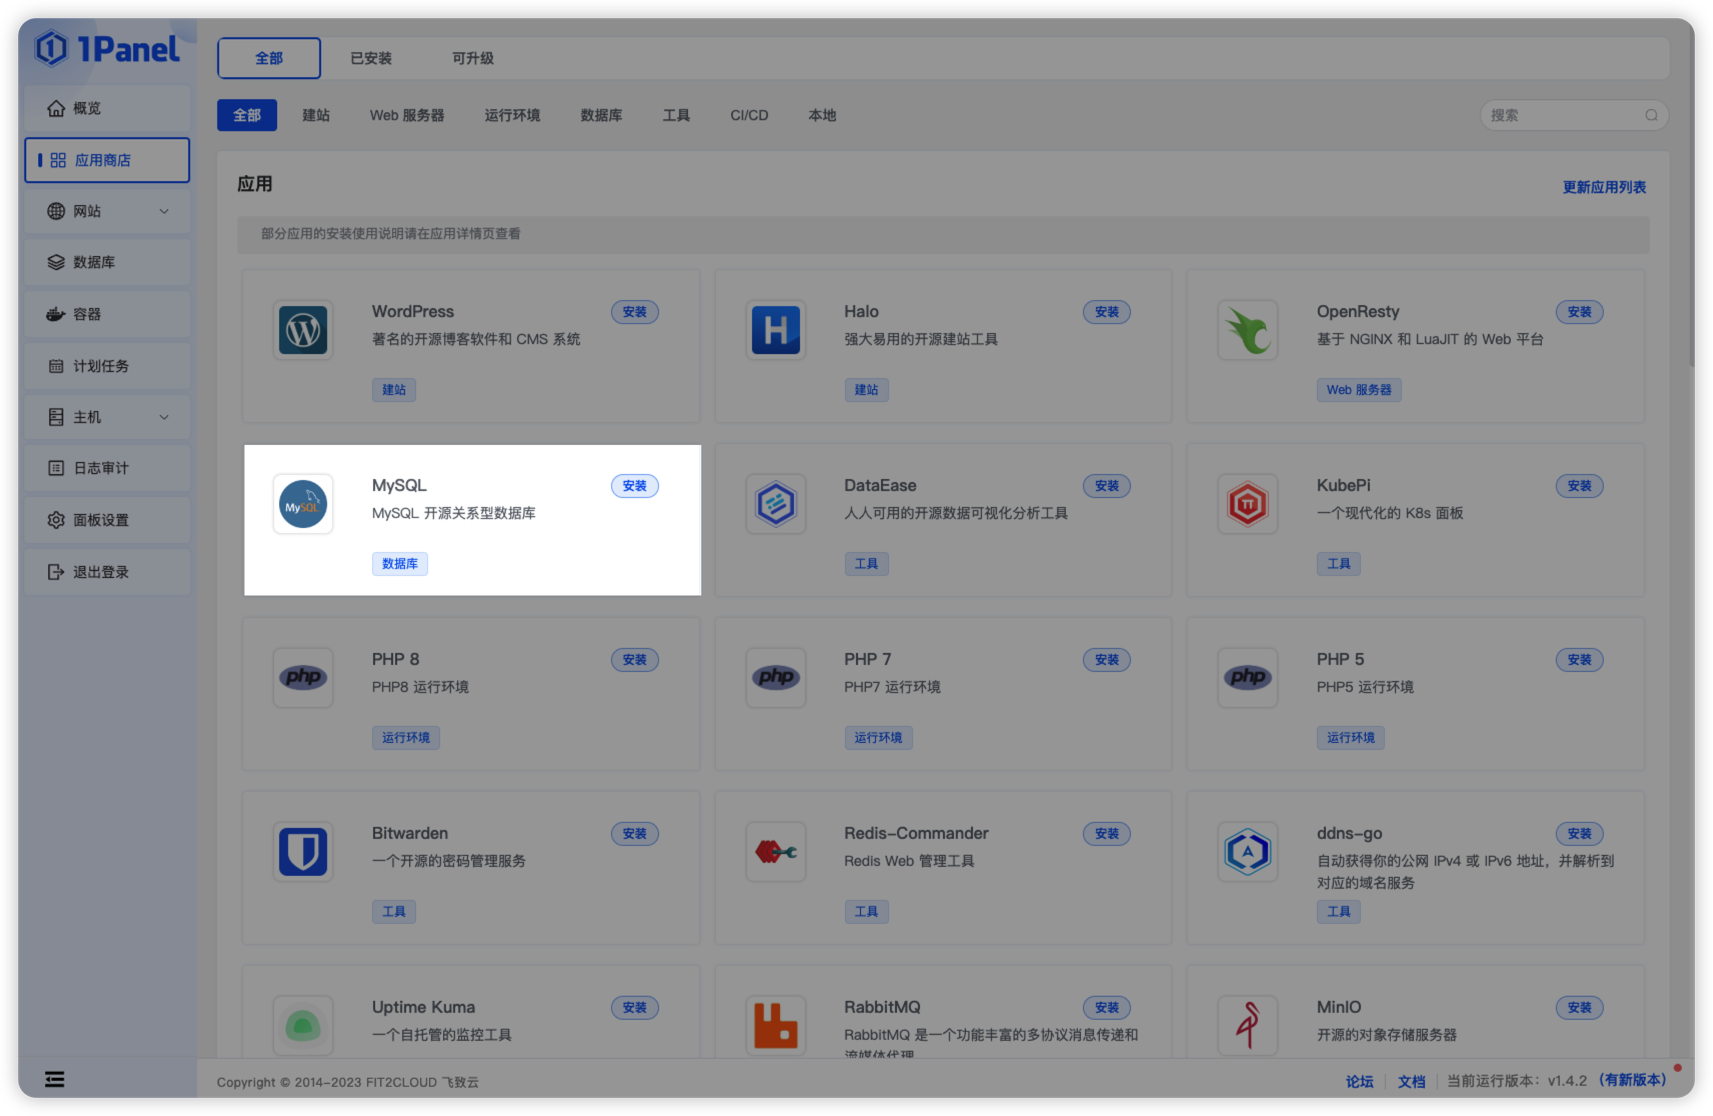 1Panel
概览
应用商店
网站
数据库
容器
计划任务
主机
日志审计
面板设置
退出登录
全部 已安装 可升级
全部 建站 Web 服务器 运行环境 数据库 工具 CI/CD 本地 搜索
应用 更新应用列表
部分应用的安装使用说明请在应用详情页查看
WordPress 安装
著名的开源博客软件和 CMS 系统
建站
Halo 安装
强大易用的开源建站工具
建站
OpenResty 安装
基于 NGINX 和 LuaJIT 的 Web 平台
Web 服务器
MySQL
MySQL 安装
MySQL 开源关系型数据库
数据库
DataEase 安装
人人可用的开源数据可视化分析工具
工具
KubePi 安装
一个现代化的 K8s 面板
工具
php
PHP 8 安装
PHP8 运行环境
运行环境
php
PHP 7 安装
PHP7 运行环境
运行环境
php
PHP 5 安装
PHP5 运行环境
运行环境
Bitwarden 安装
一个开源的密码管理服务
工具
Redis-Commander 安装
Redis Web 管理工具
工具
ddns-go 安装
自动获得你的公网 IPv4 或 IPv6 地址，并解析到
对应的域名服务
工具
Uptime Kuma 安装
一个自托管的监控工具
RabbitMQ 安装
RabbitMQ 是一个功能丰富的多协议消息传递和
流媒体代理
MinIO 安装
开源的对象存储服务器
Copyright © 2014-2023 FIT2CLOUD 飞致云
论坛 文档 当前运行版本：v1.4.2 （有新版本）